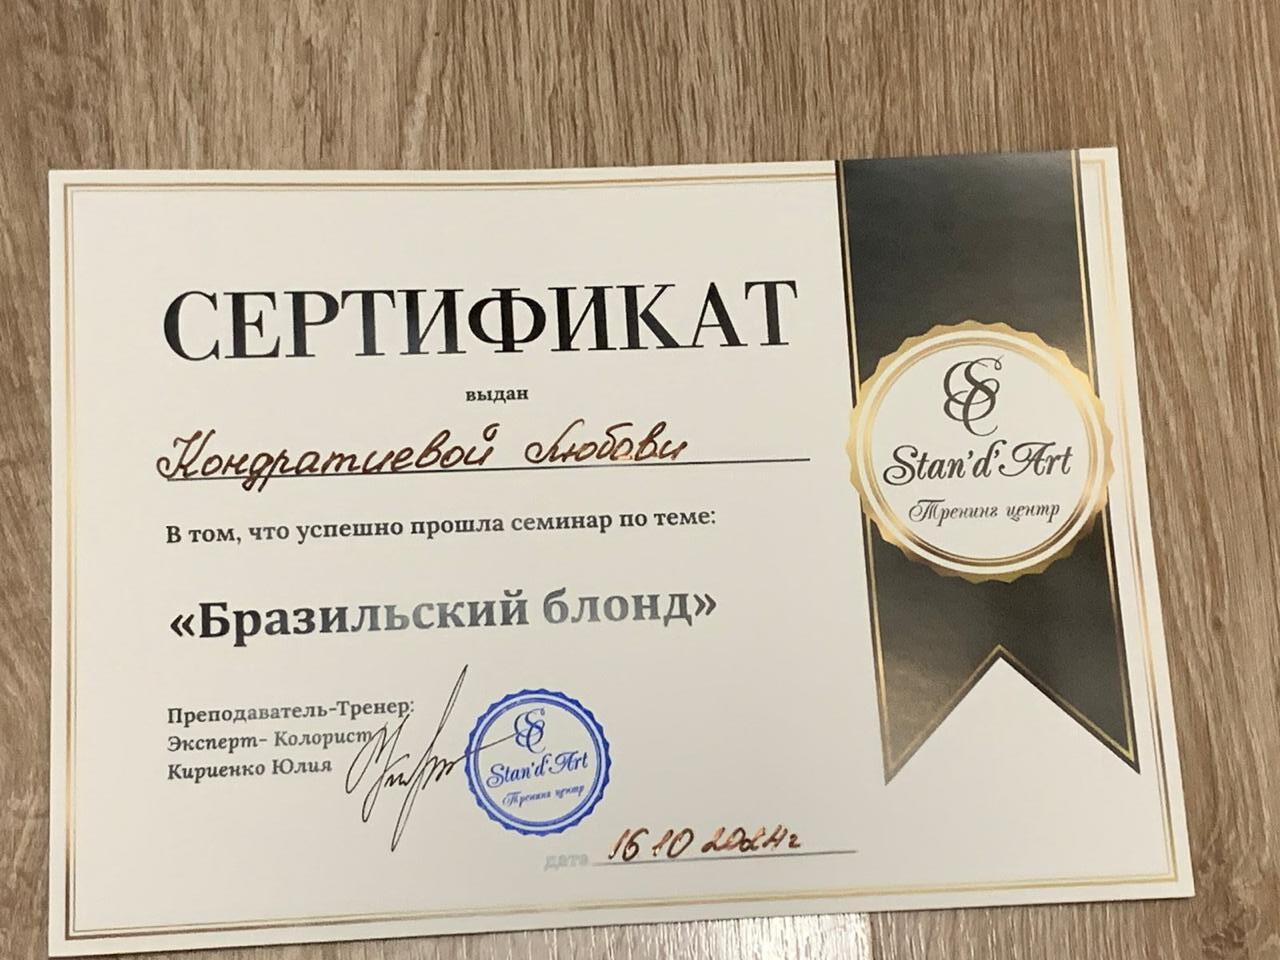 СЕРТИФИКАТ
выдан
Кондратиевой Любови
В том, что успешно прошла семинар по теме:
«Бразильский блонд»
Преподаватель-Тренер:
Эксперт- Колорист
Кириенко Юлия
Stan'd'Art
Тренинг центр
дата 16 10 2024г
Stan'd'Art
Тренинг центр